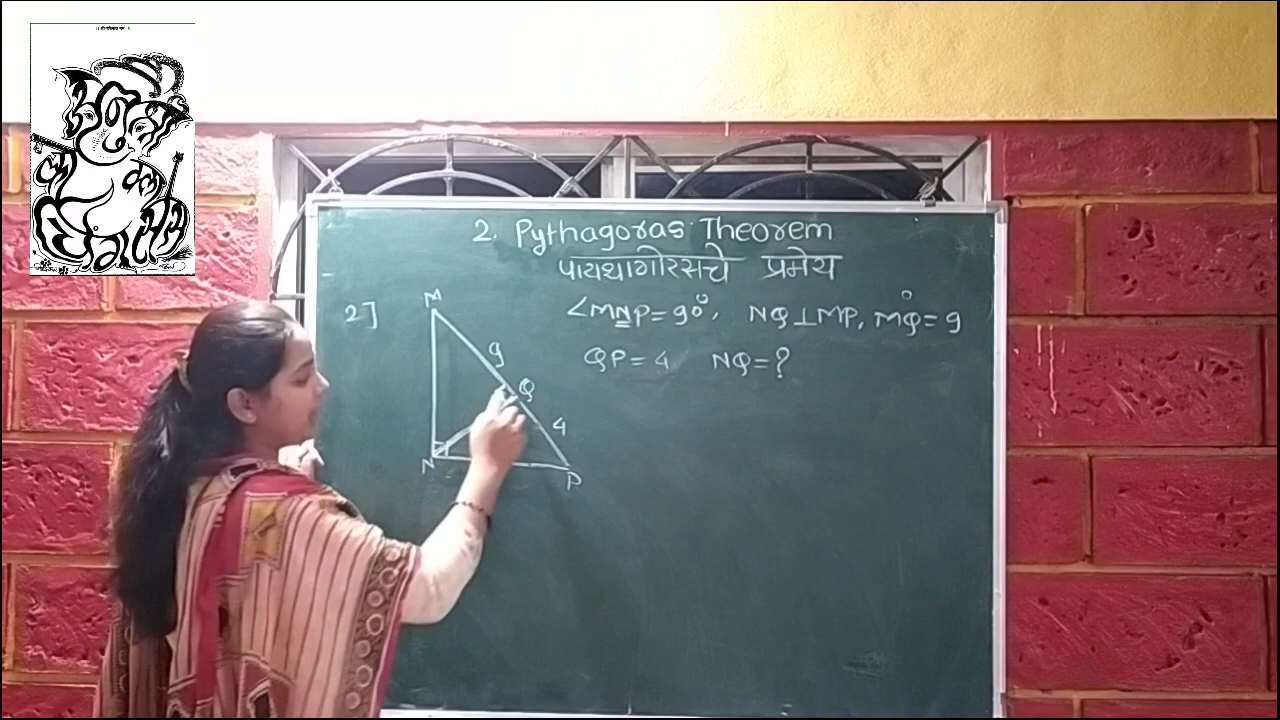 2. Pythagoras Theorem
पायथागोरसचे प्रमेय
2] ∠MNP = 90°, NQ ⊥ MP, MQ = 9
QP = 4 NQ = ?
M
9
Q
4
N
P